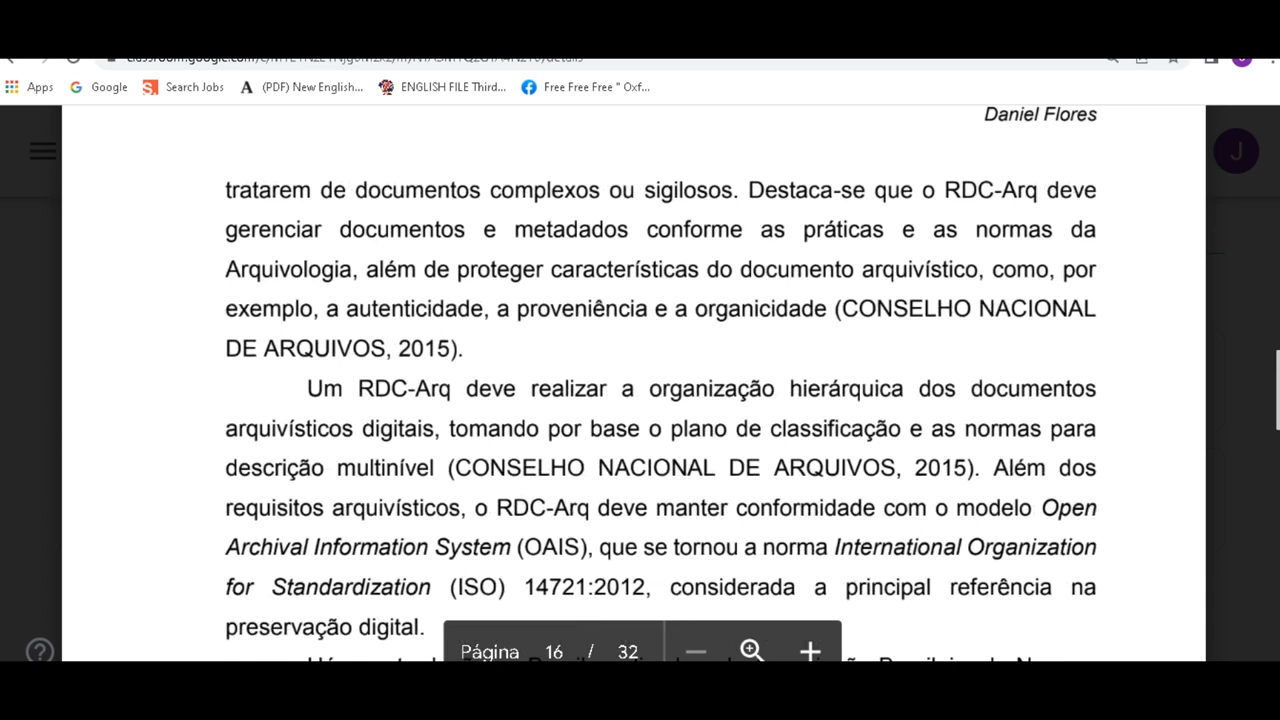 Apps
Google
Search Jobs
(PDF) New English...
ENGLISH FILE Third...
Free Free Free " Oxf...
Daniel Flores
J
tratarem de documentos complexos ou sigilosos. Destaca-se que o RDC-Arq deve
gerenciar documentos e metadados conforme as práticas e as normas da
Arquivologia, além de proteger características do documento arquivístico, como, por
exemplo, a autenticidade, a proveniência e a organicidade (CONSELHO NACIONAL
DE ARQUIVOS, 2015).
Um RDC-Arq deve realizar a organização hierárquica dos documentos
arquivísticos digitais, tomando por base o plano de classificação e as normas para
descrição multinível (CONSELHO NACIONAL DE ARQUIVOS, 2015). Além dos
requisitos arquivísticos, o RDC-Arq deve manter conformidade com o modelo Open
Archival Information System (OAIS), que se tornou a norma International Organization
for Standardization (ISO) 14721:2012, considerada a principal referência na
preservação digital.
Página 16 / 32